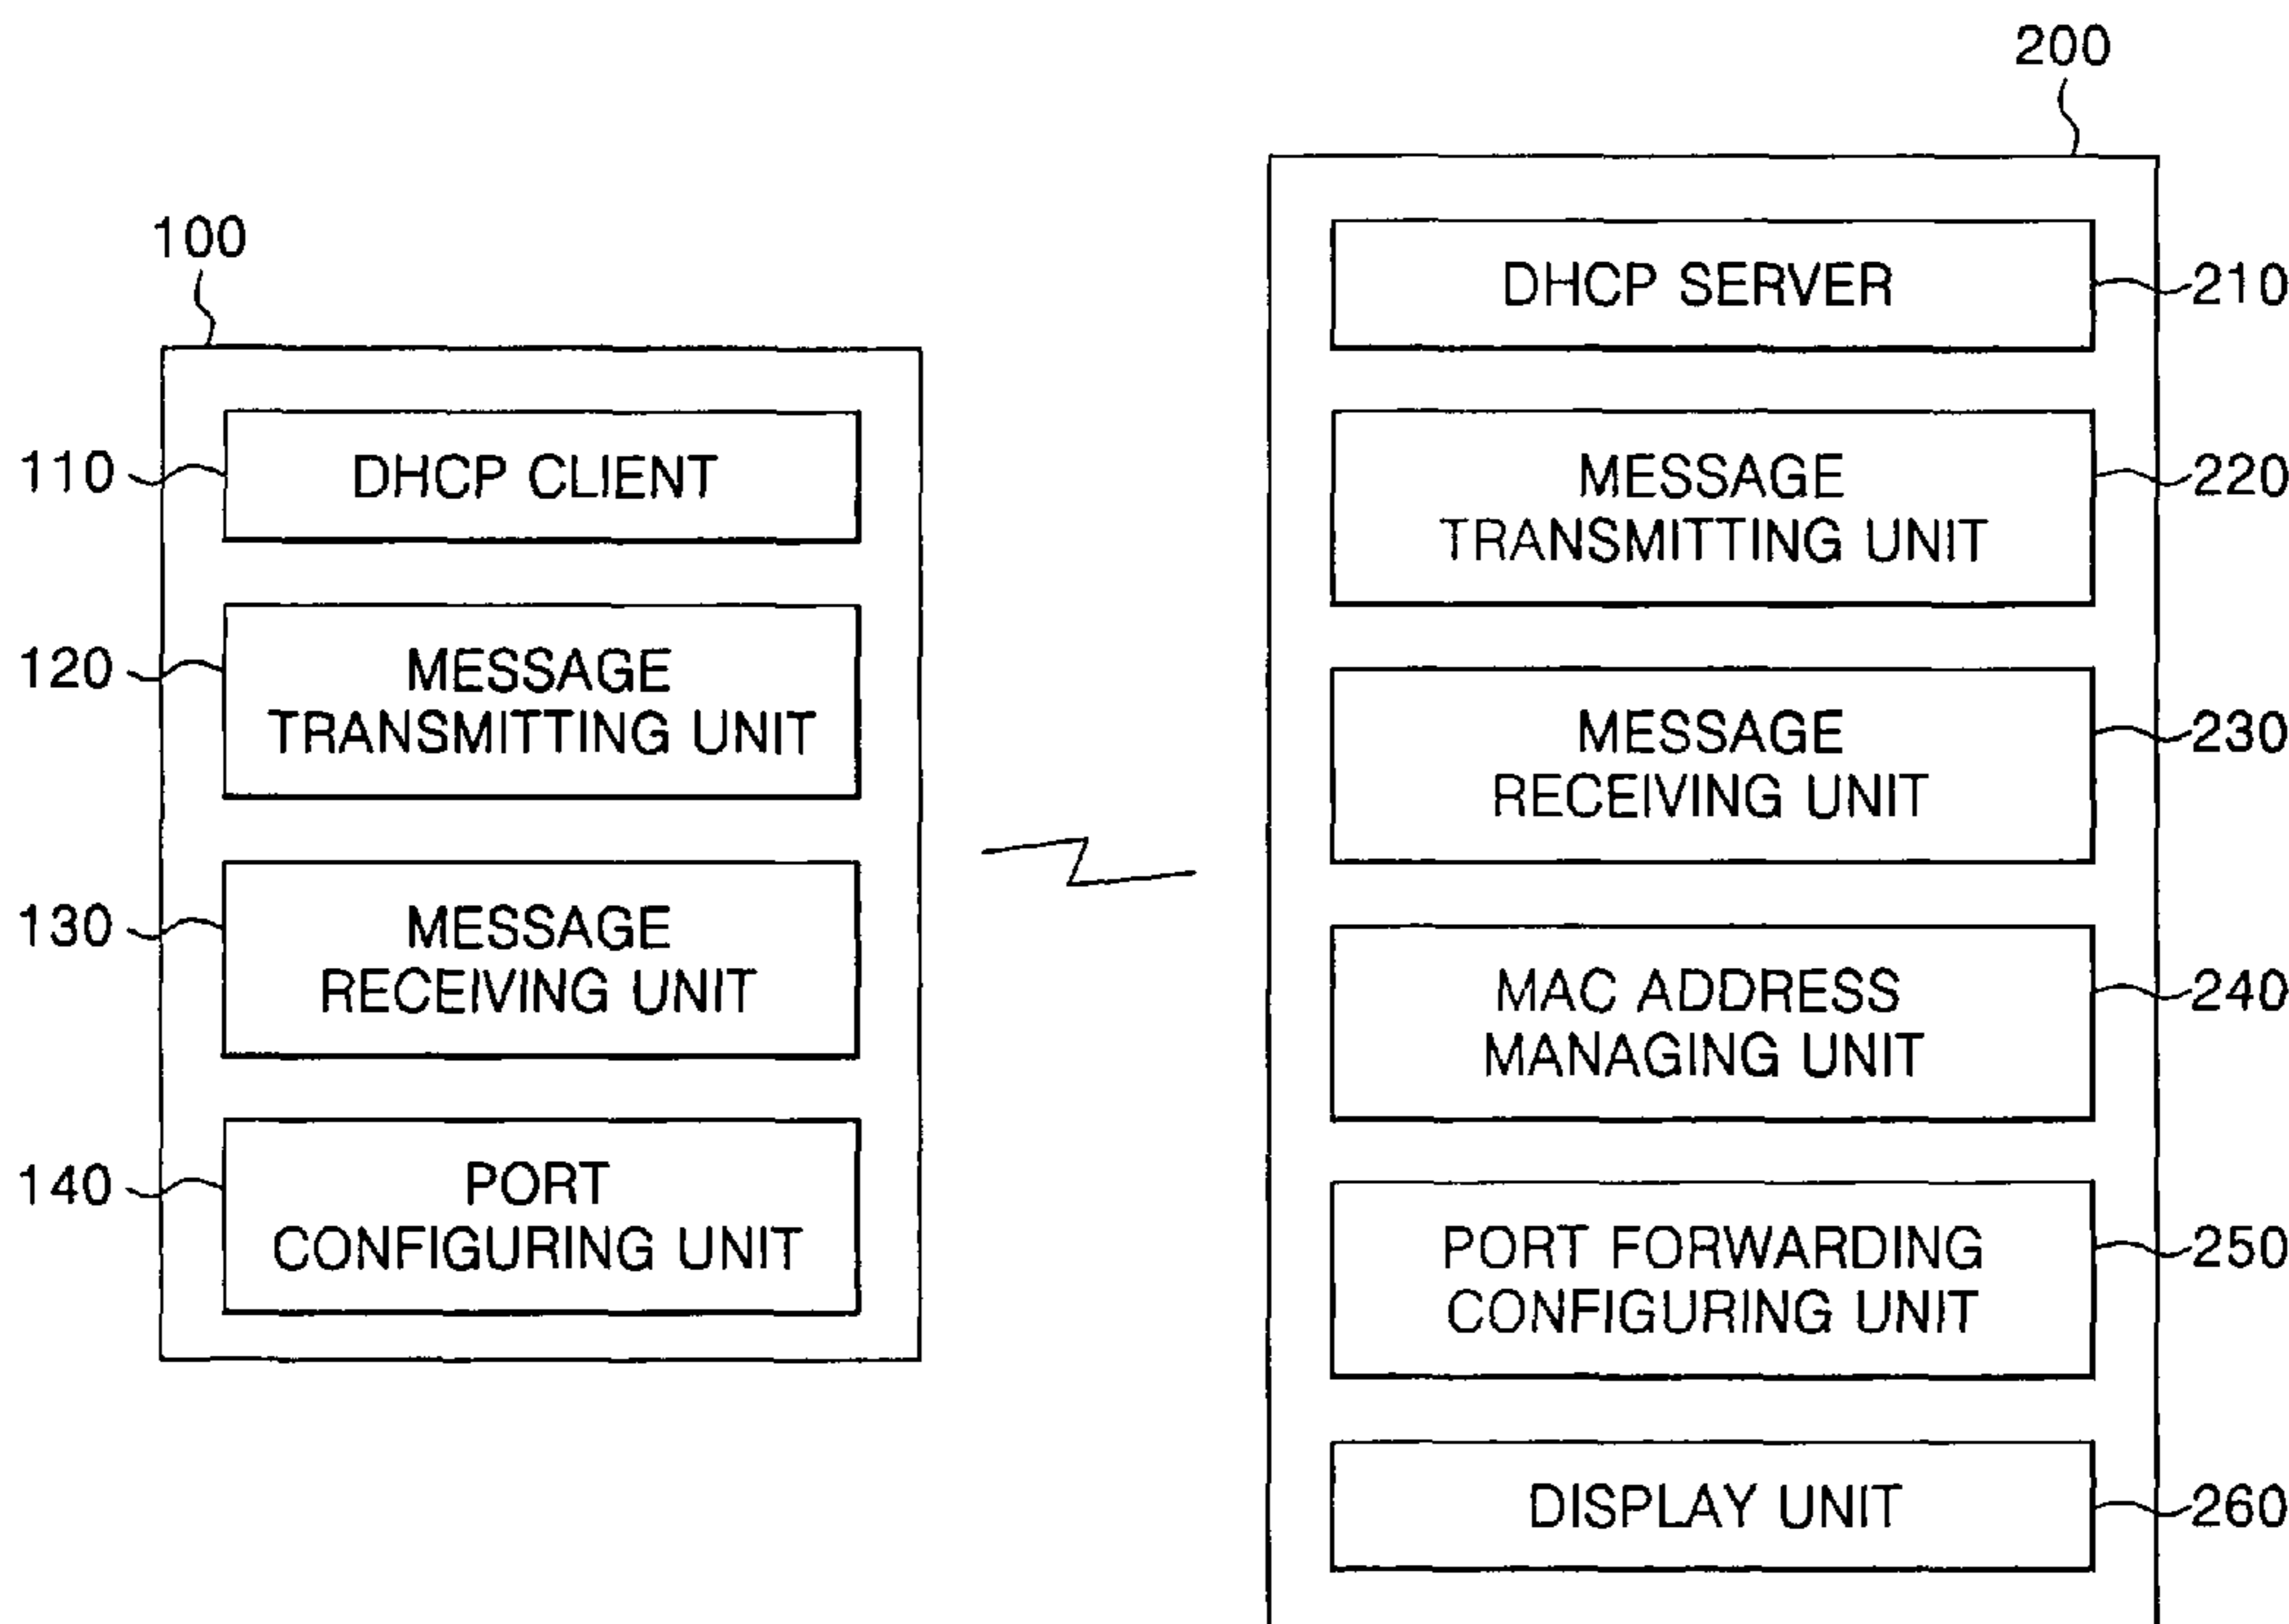 100
110
DHCP CLIENT
120
MESSAGE
TRANSMITTING UNIT
130
MESSAGE
RECEIVING UNIT
140
PORT
CONFIGURING UNIT
200
DHCP SERVER
210
MESSAGE
TRANSMITTING UNIT
220
MESSAGE
RECEIVING UNIT
230
MAC ADDRESS
MANAGING UNIT
240
PORT FORWARDING
CONFIGURING UNIT
250
DISPLAY UNIT
260